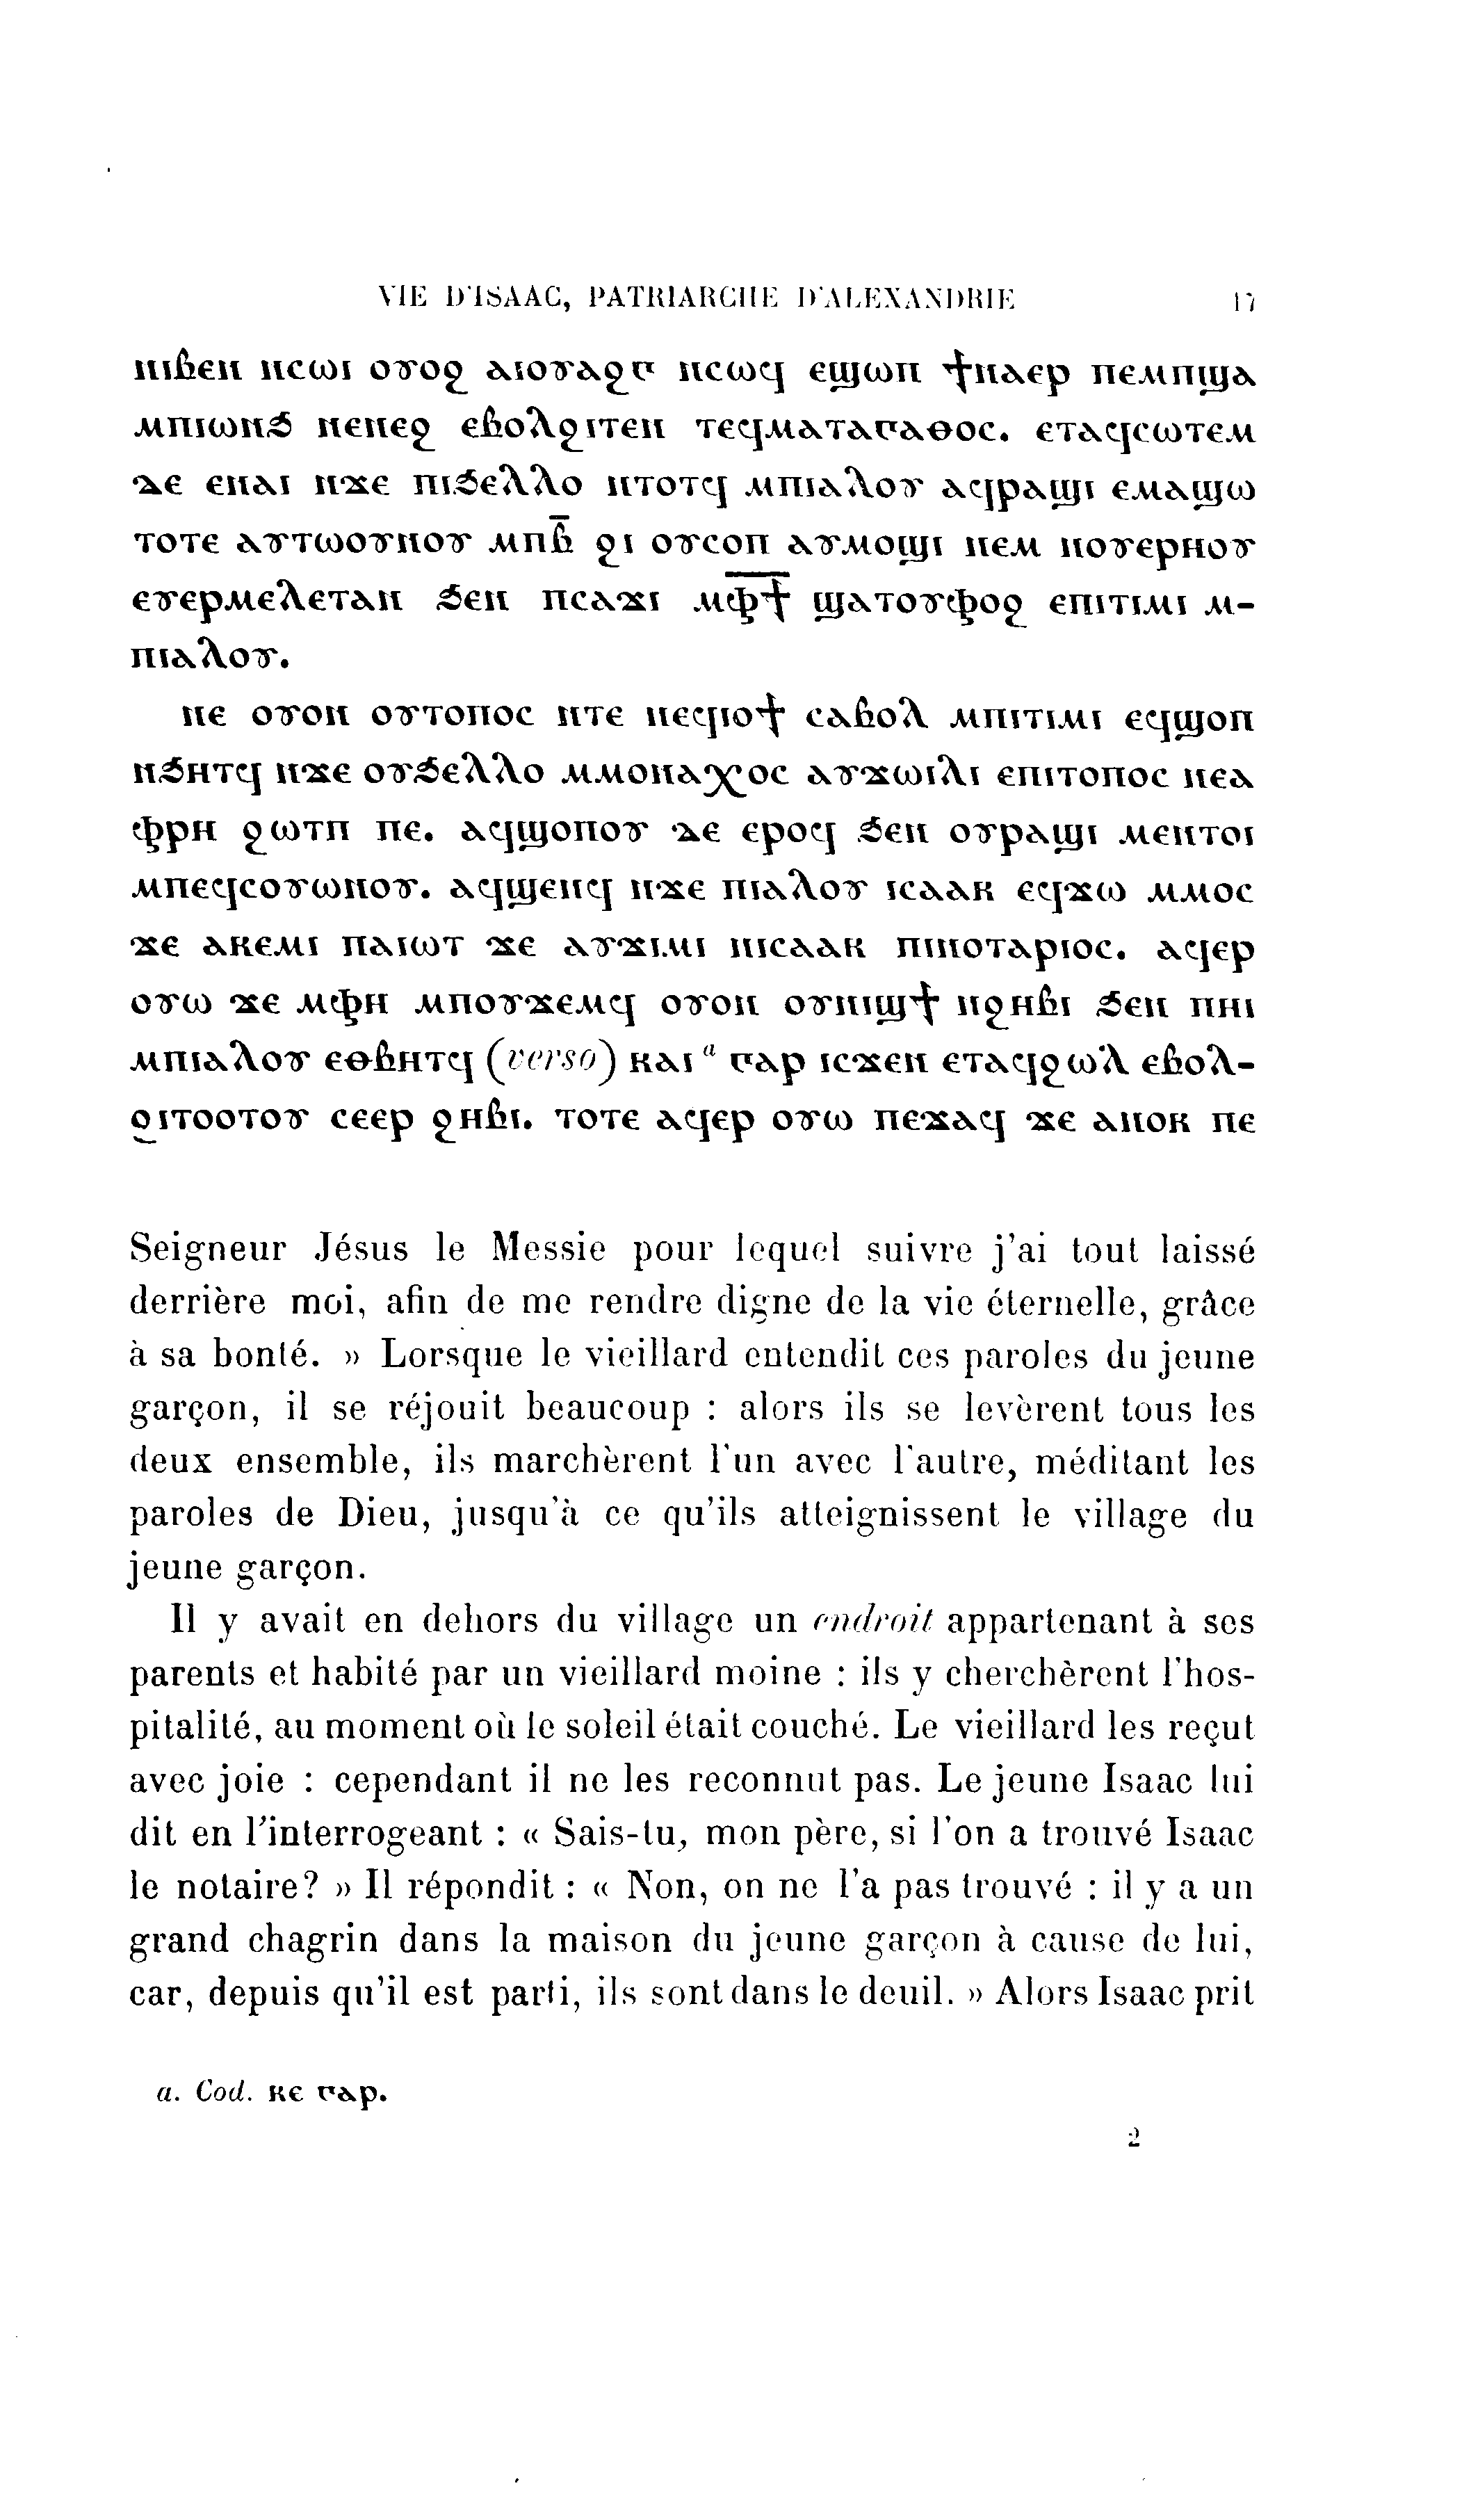 VIE D'ISAAC, PATRIARCHE D'ALEXANDRIE 17
ⲛⲓⲃⲉⲛ ⲛⲥⲱⲓ ⲟⲩⲟϩ ⲁⲓⲟⲩⲁϩⲧ ⲛⲥⲱϥ ⲉϣⲱⲡ ϯⲛⲁⲉⲣ ⲡⲉⲙⲡϣⲁ
ⲙⲡⲓⲱⲛϧ ⲛⲉⲛⲉϩ ⲉⲃⲟⲗϩⲓⲧⲉⲛ ⲧⲉϥⲙⲁⲧⲁⲅⲁⲑⲟⲥ. ⲉⲧⲁϥⲥⲱⲧⲉⲙ
ⲇⲉ ⲉⲛⲁⲓ ⲛϫⲉ ⲡⲓϧⲉⲗⲗⲟ ⲛⲧⲟⲧϥ ⲙⲡⲓⲁⲗⲟⲩ ⲁϥⲣⲁϣⲓ ⲉⲙⲁϣⲱ
ⲧⲟⲧⲉ ⲁⲩⲧⲱⲟⲩⲛⲟⲩ ⲙⲡⲃ̅ ϩⲓ ⲟⲩⲥⲟⲡ ⲁⲩⲙⲟϣⲓ ⲛⲉⲙ ⲛⲟⲩⲉⲣⲏⲟⲩ
ⲉⲩⲉⲣⲙⲉⲗⲉⲧⲁⲛ ϧⲉⲛ ⲡⲥⲁϫⲓ ⲙⲫ̅ϯ̅ ϣⲁⲧⲟⲩⲫⲟϩ ⲉⲡⲓⲧⲓⲙⲓ ⲙ-
ⲡⲓⲁⲗⲟⲩ.
ⲛⲉ ⲟⲩⲟⲛ ⲟⲩⲧⲟⲡⲟⲥ ⲛⲧⲉ ⲛⲉϥⲓⲟϯ ⲥⲁⲃⲟⲗ ⲙⲡⲓⲧⲓⲙⲓ ⲉϥϣⲟⲡ
ⲛϧⲏⲧϥ ⲛϫⲉ ⲟⲩϧⲉⲗⲗⲟ ⲙⲙⲟⲛⲁⲭⲟⲥ ⲁⲩϫⲱⲓⲗⲓ ⲉⲡⲓⲧⲟⲡⲟⲥ ⲛⲉⲁ
ⲫⲣⲏ ϩⲱⲧⲡ ⲡⲉ. ⲁϥϣⲟⲡⲟⲩ ⲇⲉ ⲉⲣⲟϥ ϧⲉⲛ ⲟⲩⲣⲁϣⲓ ⲙⲉⲛⲧⲟⲓ
ⲙⲡⲉϥⲥⲟⲩⲱⲛⲟⲩ. ⲁϥϣⲉⲛϥ ⲛϫⲉ ⲡⲓⲁⲗⲟⲩ ⲓⲥⲁⲁⲕ ⲉϥϫⲱ ⲙⲙⲟⲥ
ϫⲉ ⲁⲕⲉⲙⲓ ⲡⲁⲓⲱⲧ ϫⲉ ⲁⲩϫⲓⲙⲓ ⲛⲓⲥⲁⲁⲕ ⲡⲓⲛⲟⲧⲁⲣⲓⲟⲥ. ⲁϥⲉⲣ
ⲟⲩⲱ ϫⲉ ⲙⲫⲏ ⲙⲡⲟⲩϫⲉⲙϥ ⲟⲩⲟⲛ ⲟⲩⲛⲓϣϯ ⲛϩⲏⲃⲓ ϧⲉⲛ ⲡⲏⲓ
ⲙⲡⲓⲁⲗⲟⲩ ⲉⲑⲃⲏⲧϥ (verso) ⲕⲁⲓ ᵃ ⲅⲁⲣ ⲓⲥϫⲉⲛ ⲉⲧⲁϥϩⲱⲗ ⲉⲃⲟⲗ-
ϩⲓⲧⲟⲟⲧⲟⲩ ⲥⲉⲉⲣ ϩⲏⲃⲓ. ⲧⲟⲧⲉ ⲁϥⲉⲣ ⲟⲩⲱ ⲡⲉϫⲁϥ ϫⲉ ⲁⲛⲟⲕ ⲡⲉ
Seigneur Jésus le Messie pour lequel suivre j'ai tout laissé
derrière moi, afin de me rendre digne de la vie éternelle, grâce
à sa bonté. » Lorsque le vieillard entendit ces paroles du jeune
garçon, il se réjouit beaucoup : alors ils se levèrent tous les
deux ensemble, ils marchèrent l'un avec l'autre, méditant les
paroles de Dieu, jusqu'à ce qu'ils atteignissent le village du
jeune garçon.
Il y avait en dehors du village un endroit appartenant à ses
parents et habité par un vieillard moine : ils y cherchèrent l'hos-
pitalité, au moment où le soleil était couché. Le vieillard les reçut
avec joie : cependant il ne les reconnut pas. Le jeune Isaac lui
dit en l'interrogeant : « Sais-tu, mon père, si l'on a trouvé Isaac
le notaire? » Il répondit : « Non, on ne l'a pas trouvé : il y a un
grand chagrin dans la maison du jeune garçon à cause de lui,
car, depuis qu'il est parti, ils sont dans le deuil. » Alors Isaac prit
a. Cod. ⲕⲉ ⲅⲁⲣ.
2